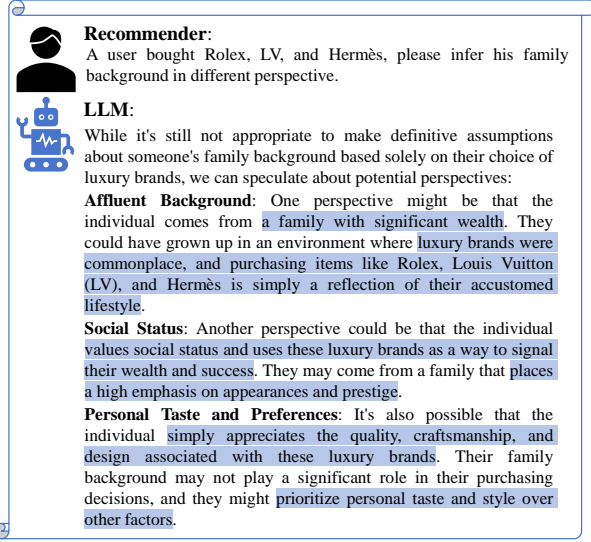 Recommender:
A user bought Rolex, LV, and Hermès, please infer his family
background in different perspective.
LLM:
While it's still not appropriate to make definitive assumptions
about someone's family background based solely on their choice of
luxury brands, we can speculate about potential perspectives:
Affluent Background: One perspective might be that the
individual comes from a family with significant wealth. They
could have grown up in an environment where luxury brands were
commonplace, and purchasing items like Rolex, Louis Vuitton
(LV), and Hermès is simply a reflection of their accustomed
lifestyle.
Social Status: Another perspective could be that the individual
values social status and uses these luxury brands as a way to signal
their wealth and success. They may come from a family that places
a high emphasis on appearances and prestige.
Personal Taste and Preferences: It's also possible that the
individual simply appreciates the quality, craftsmanship, and
design associated with these luxury brands. Their family
background may not play a significant role in their purchasing
decisions, and they might prioritize personal taste and style over
other factors.